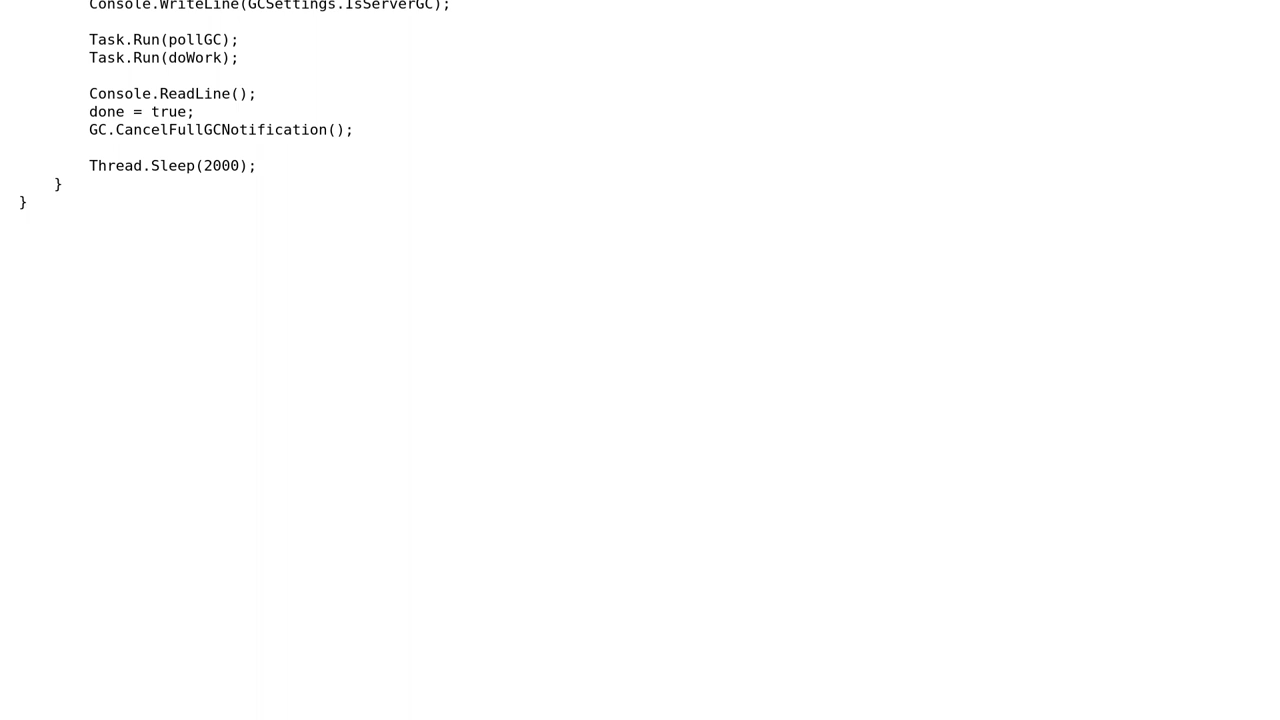 Console.WriteLine(GCSettings.IsServerGC);
Task.Run(pollGC);
Task.Run(doWork);
Console.ReadLine();
done = true;
GC.CancelFullGCNotification();
Thread.Sleep(2000);
}
}